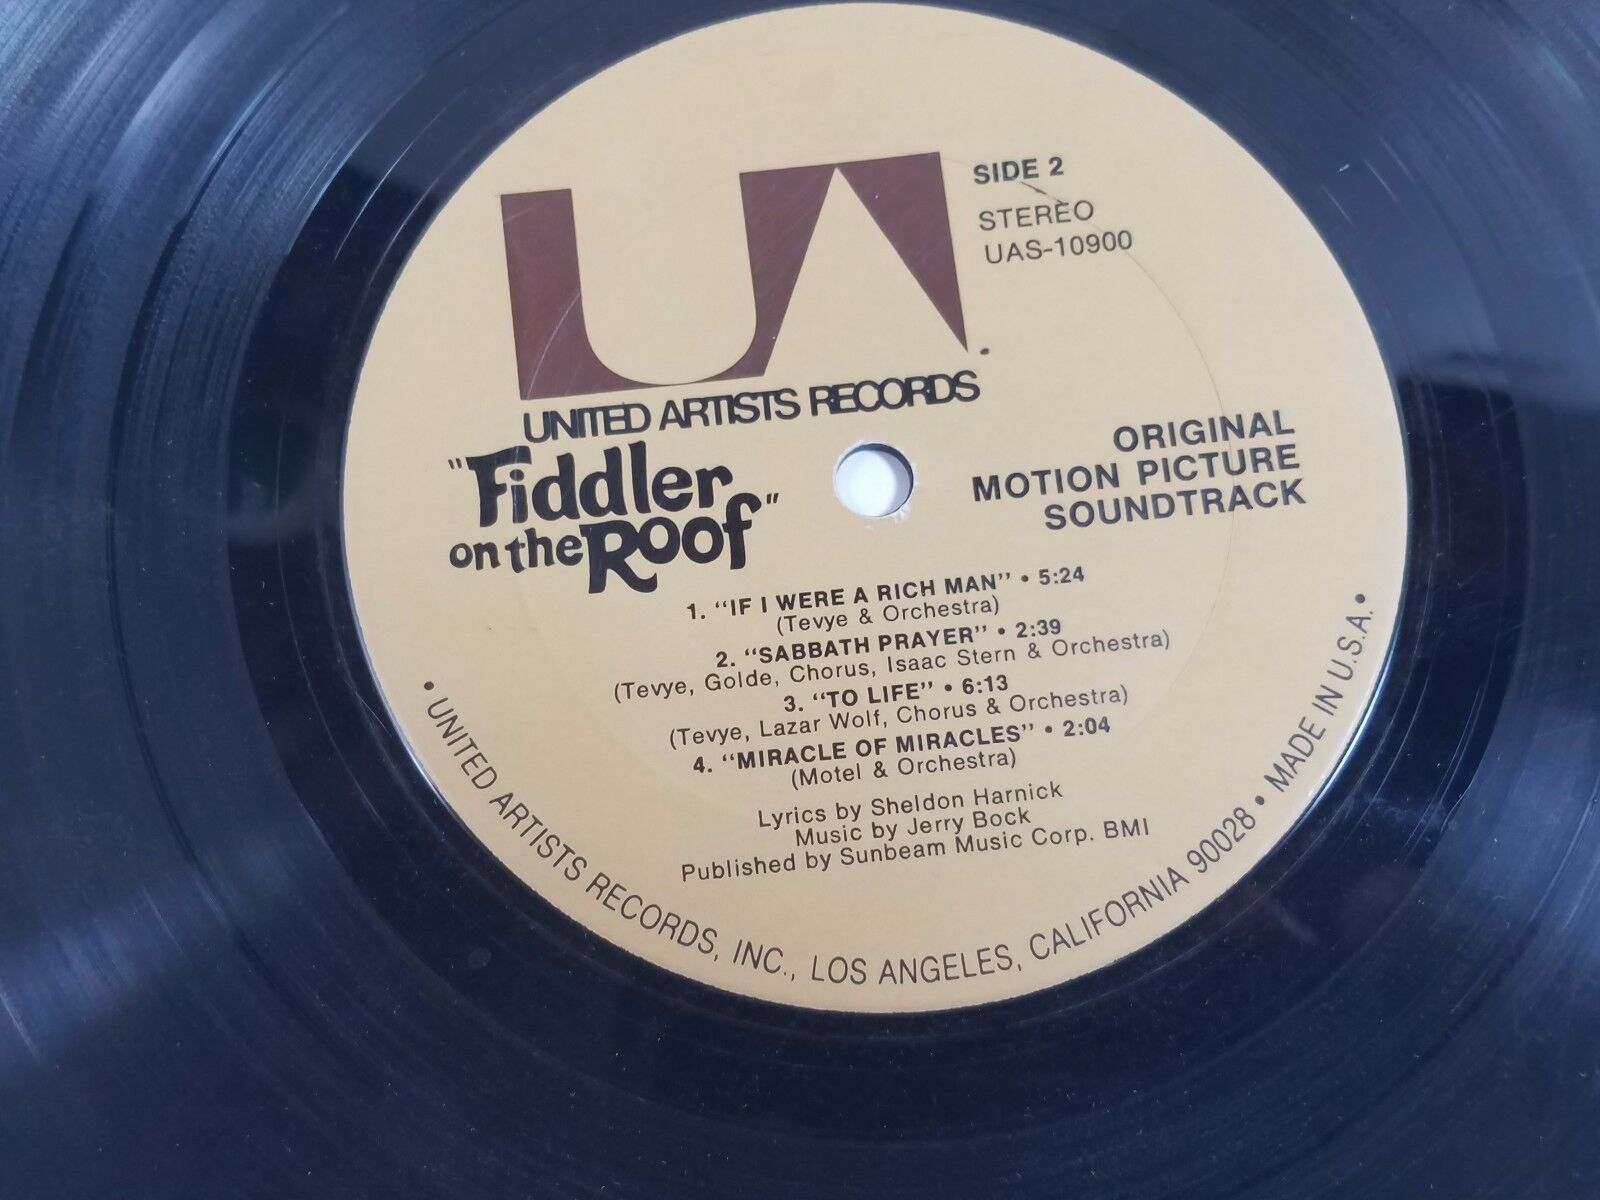 UA
SIDE 2
STEREO
UAS-10900
UNITED ARTISTS RECORDS
"Fiddler
on the Roof"
ORIGINAL
MOTION PICTURE
SOUNDTRACK
1. "IF I WERE A RICH MAN" • 5:24
(Tevye & Orchestra)
2. "SABBATH PRAYER" • 2:39
(Tevye, Golde, Chorus, Isaac Stern & Orchestra)
3. "TO LIFE" • 6:13
(Tevye, Lazar Wolf, Chorus & Orchestra)
4. "MIRACLE OF MIRACLES" • 2:04
(Motel & Orchestra)
Lyrics by Sheldon Harnick
Music by Jerry Bock
Published by Sunbeam Music Corp. BMI
• UNITED ARTISTS RECORDS, INC., LOS ANGELES, CALIFORNIA 90028 • MADE IN U.S.A. •